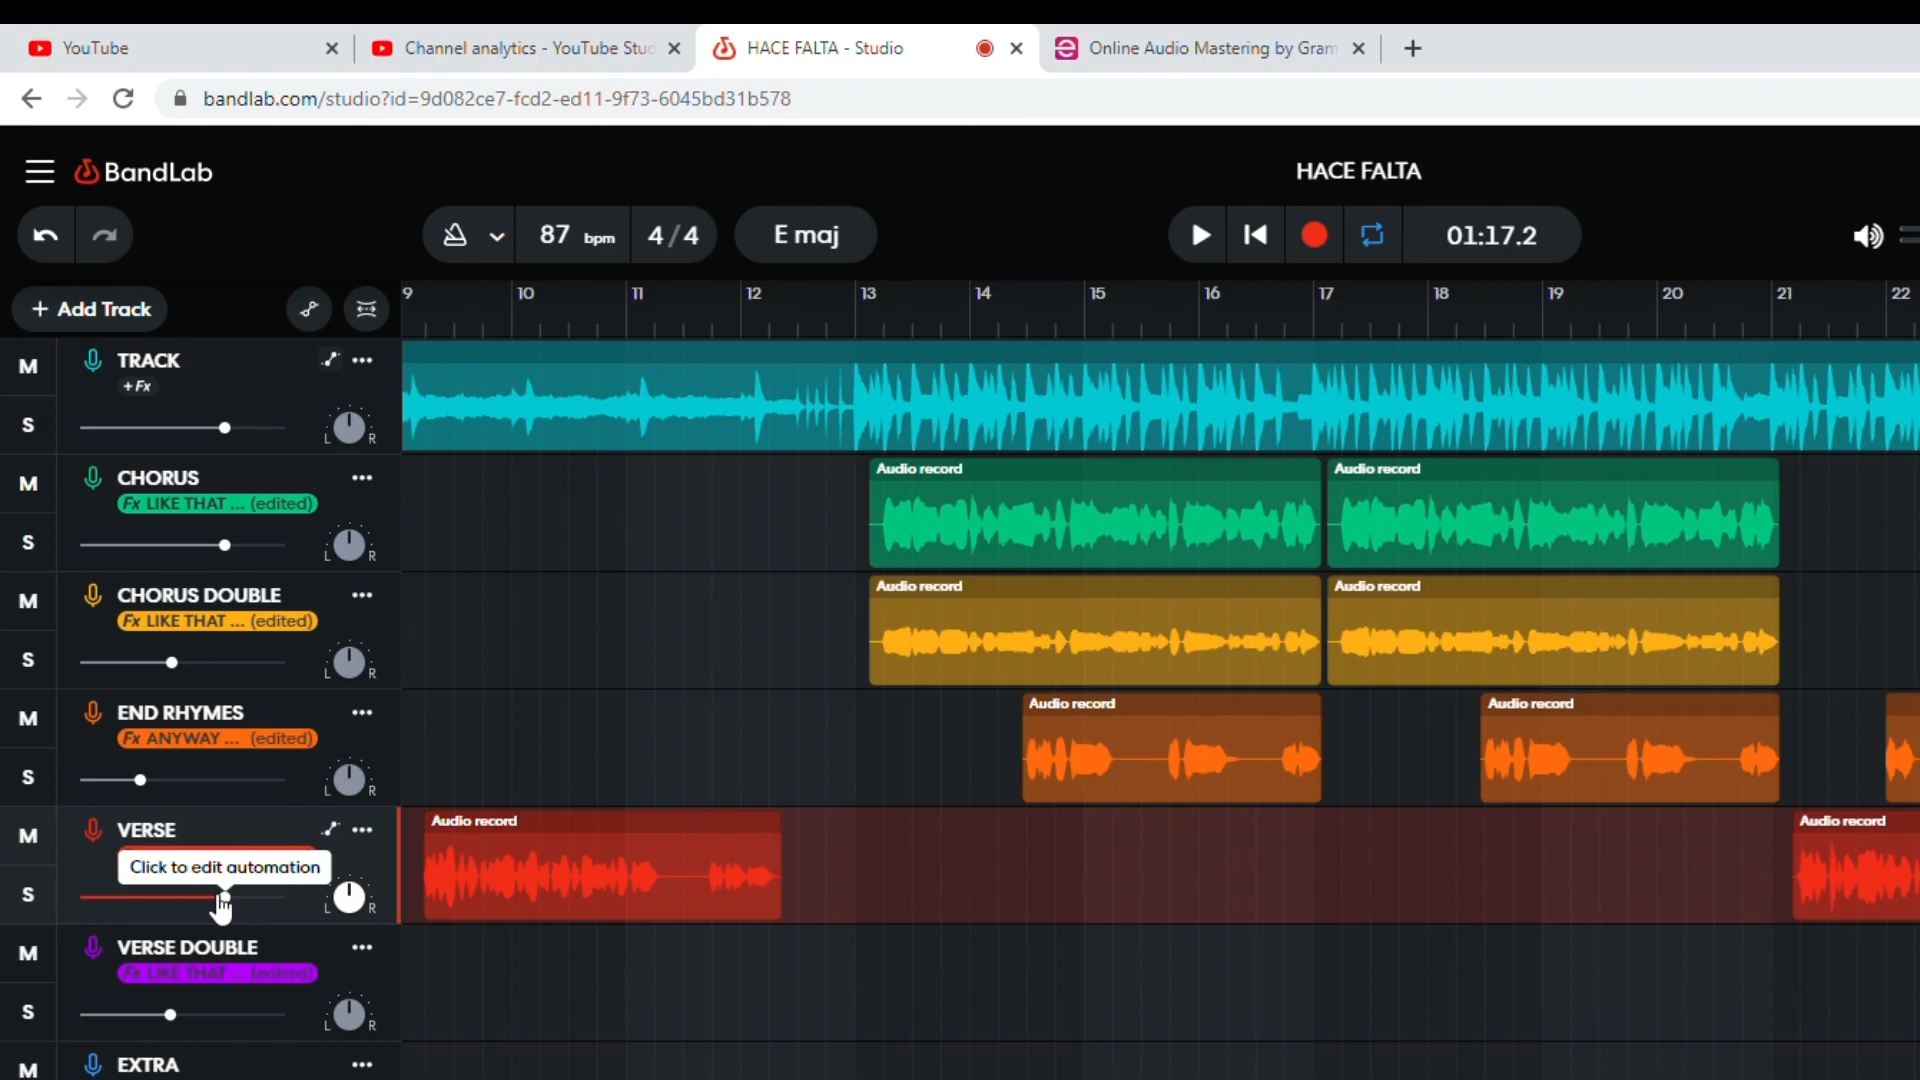 YouTube
Channel analytics - YouTube Stud
HACE FALTA - Studio
Online Audio Mastering by Gram
bandlab.com/studio?id=9d082ce7-fcd2-ed11-9f73-6045bd31b578
BandLab
HACE FALTA
87 bpm
4/4
E maj
01:17.2
+ Add Track
9 10 11 12 13 14 15 16 17 18 19 20 21 22
M TRACK
+Fx
S L R
M CHORUS
Fx LIKE THAT ... (edited)
S L R
Audio record
Audio record
M CHORUS DOUBLE
Fx LIKE THAT ... (edited)
S L R
Audio record
Audio record
M END RHYMES
Fx ANYWAY ... (edited)
S L R
Audio record
Audio record
M VERSE
Click to edit automation
S L R
Audio record
Audio record
M VERSE DOUBLE
Fx LIKE THAT ... (edited)
S L R
M EXTRA